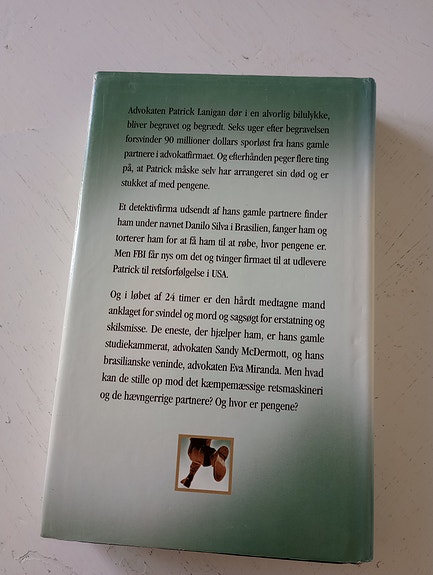 Advokaten Patrick Lanigan dør i en alvorlig bilulykke,
bliver begravet og begrædt. Seks uger efter begravelsen
forsvinder 90 millioner dollars sporløst fra hans gamle
partnere i advokatfirmaet. Og efterhånden peger flere ting
på, at Patrick måske selv har arrangeret sin død og er
stukket af med pengene.
Et detektivfirma udsendt af hans gamle partnere finder
ham under navnet Danilo Silva i Brasilien, fanger ham og
torterer ham for at få ham til at røbe, hvor pengene er.
Men FBI får nys om det og tvinger firmaet til at udlevere
Patrick til retsforfølgelse i USA.
Og i løbet af 24 timer er den hårdt medtagne mand
anklaget for svindel og mord og sagsøgt for erstatning og
skilsmisse. De eneste, der hjælper ham, er hans gamle
studiekammerat, advokaten Sandy McDermott, og hans
brasilianske veninde, advokaten Eva Miranda. Men hvad
kan de stille op mod det kæmpemæssige retsmaskineri
og de hævngerrige partnere? Og hvor er pengene?